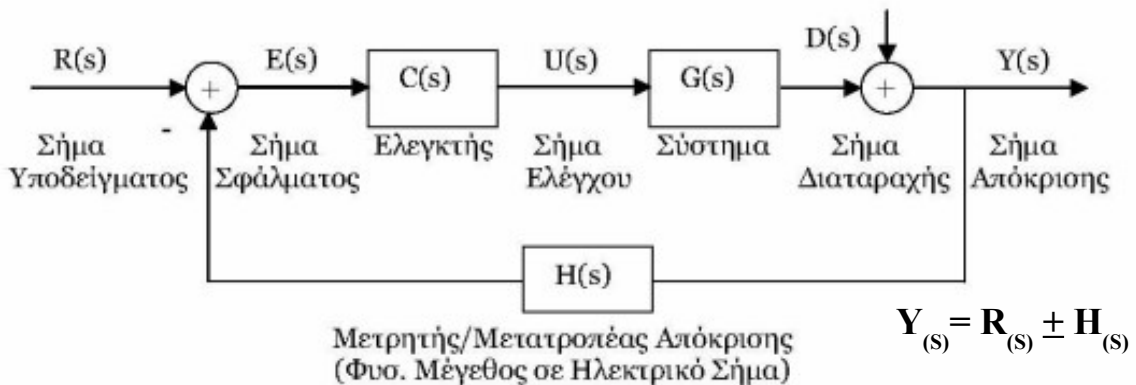 D(s)
R(s) E(s) C(s) U(s) G(s) Y(s)
+ +
-
Σήμα Υποδείγματος
Σήμα Σφάλματος
Ελεγκτής
Σήμα Ελέγχου
Σύστημα
Σήμα Διαταραχής
Σήμα Απόκρισης
H(s)
Y(S)= R(S) ± H(S)
Μετρητής/Μετατροπέας Απόκρισης
(Φυσ. Μέγεθος σε Ηλεκτρικό Σήμα)